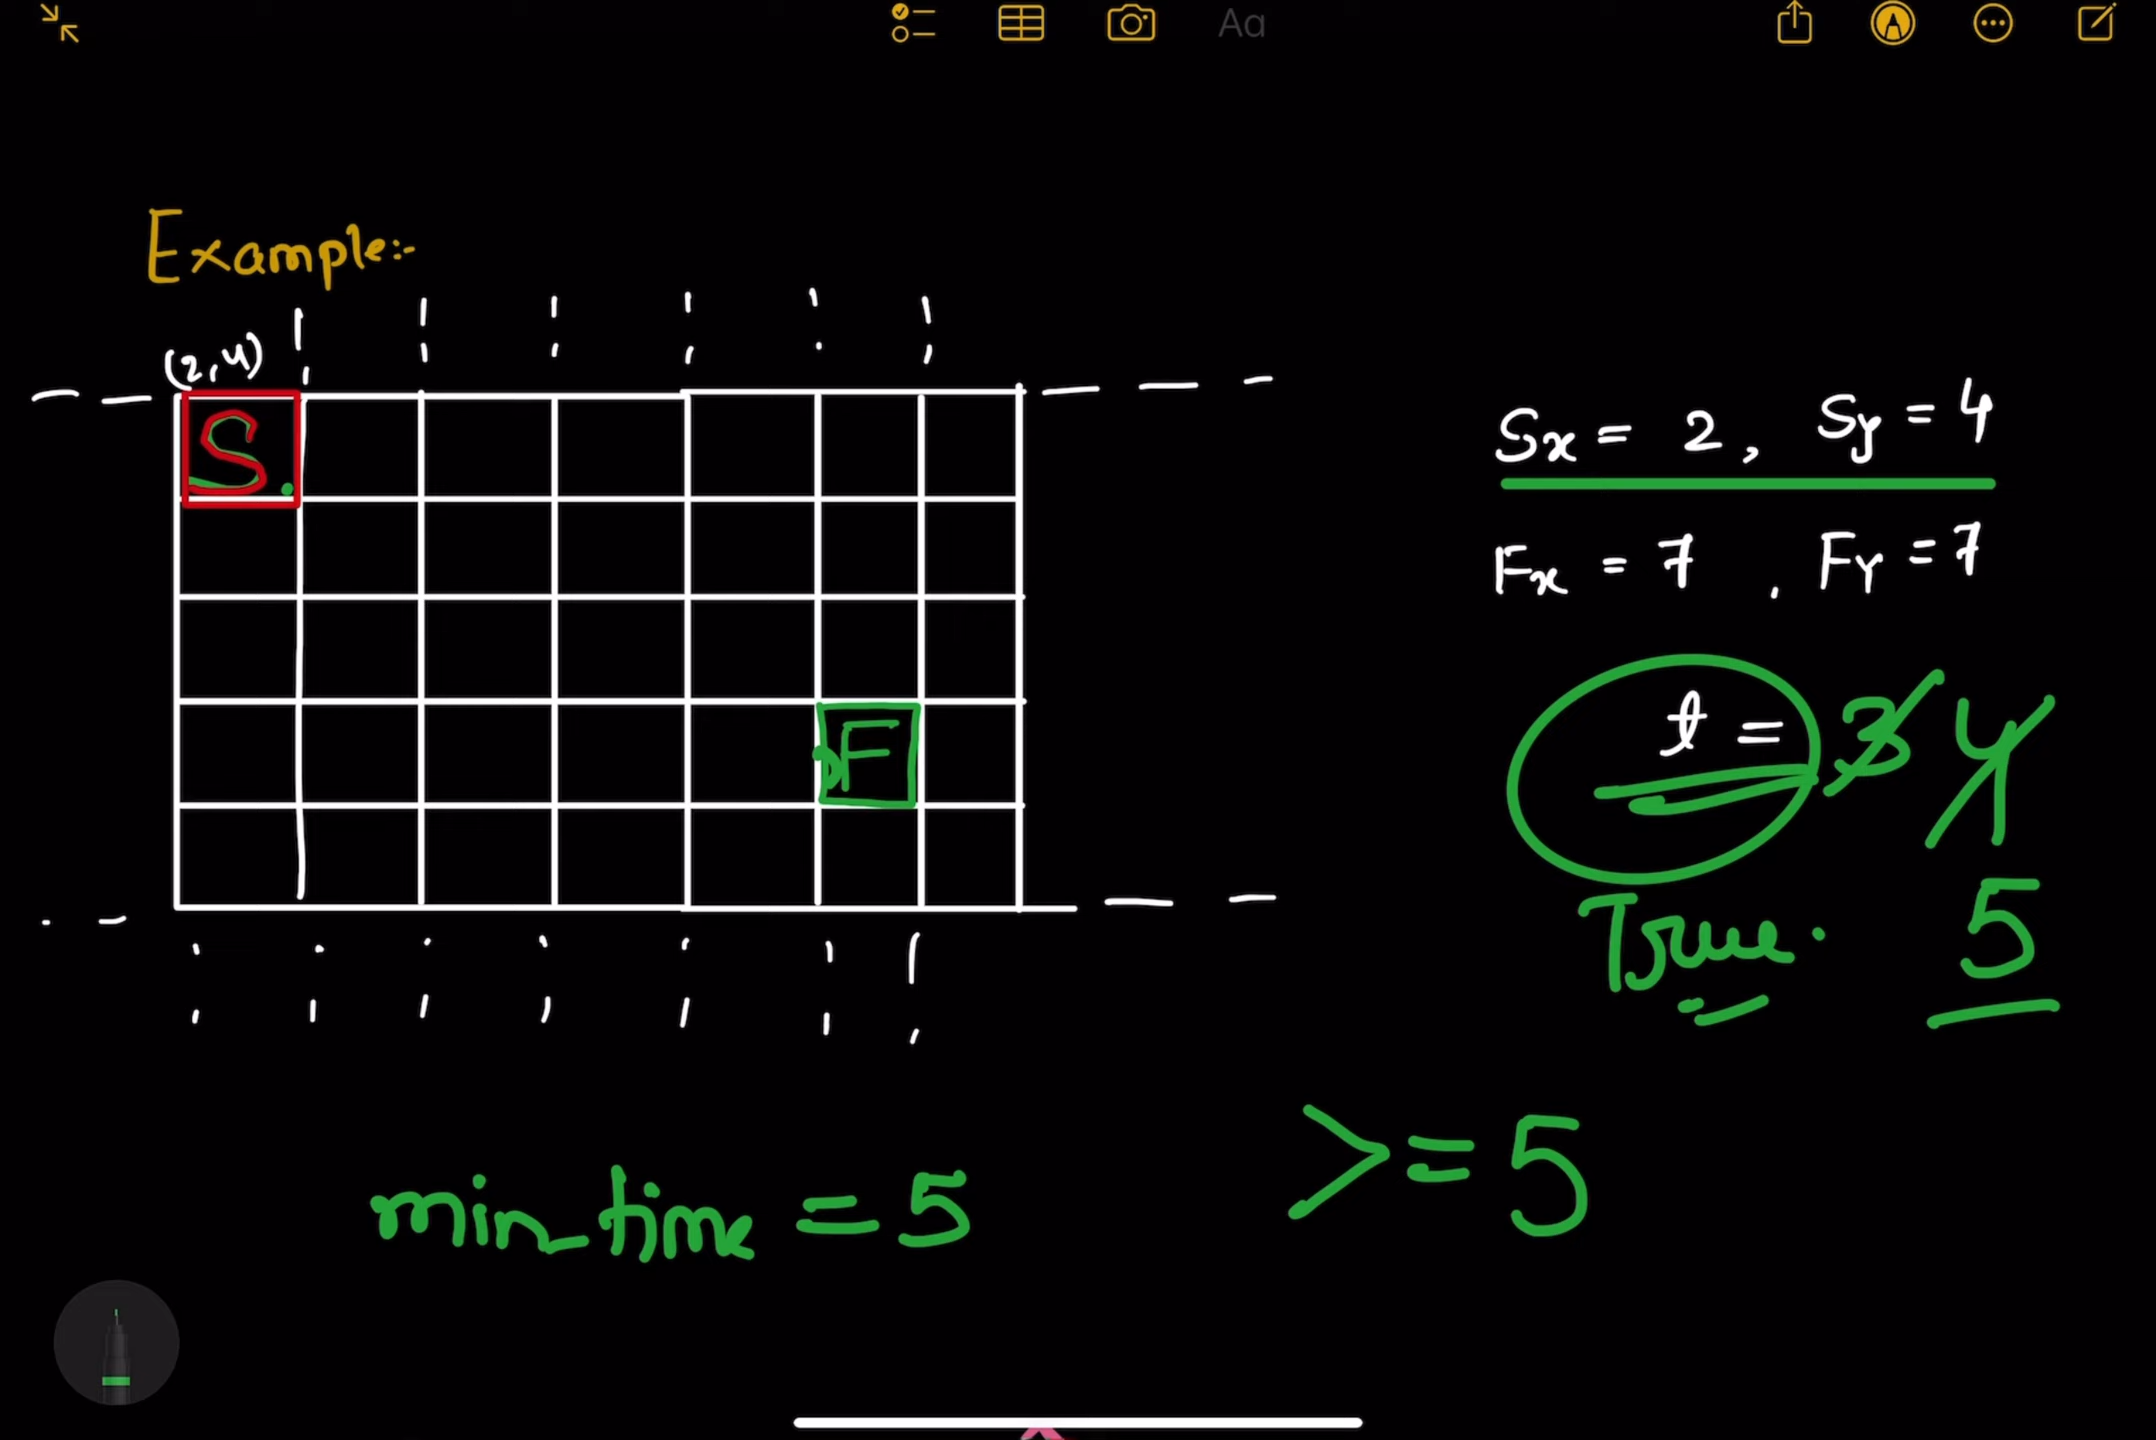 Aa
Example:-
(2,4)
S.
F
Sx = 2, Sy = 4
Fx = 7 , Fy = 7
t = 3 4
True. 5
min_time = 5
>= 5